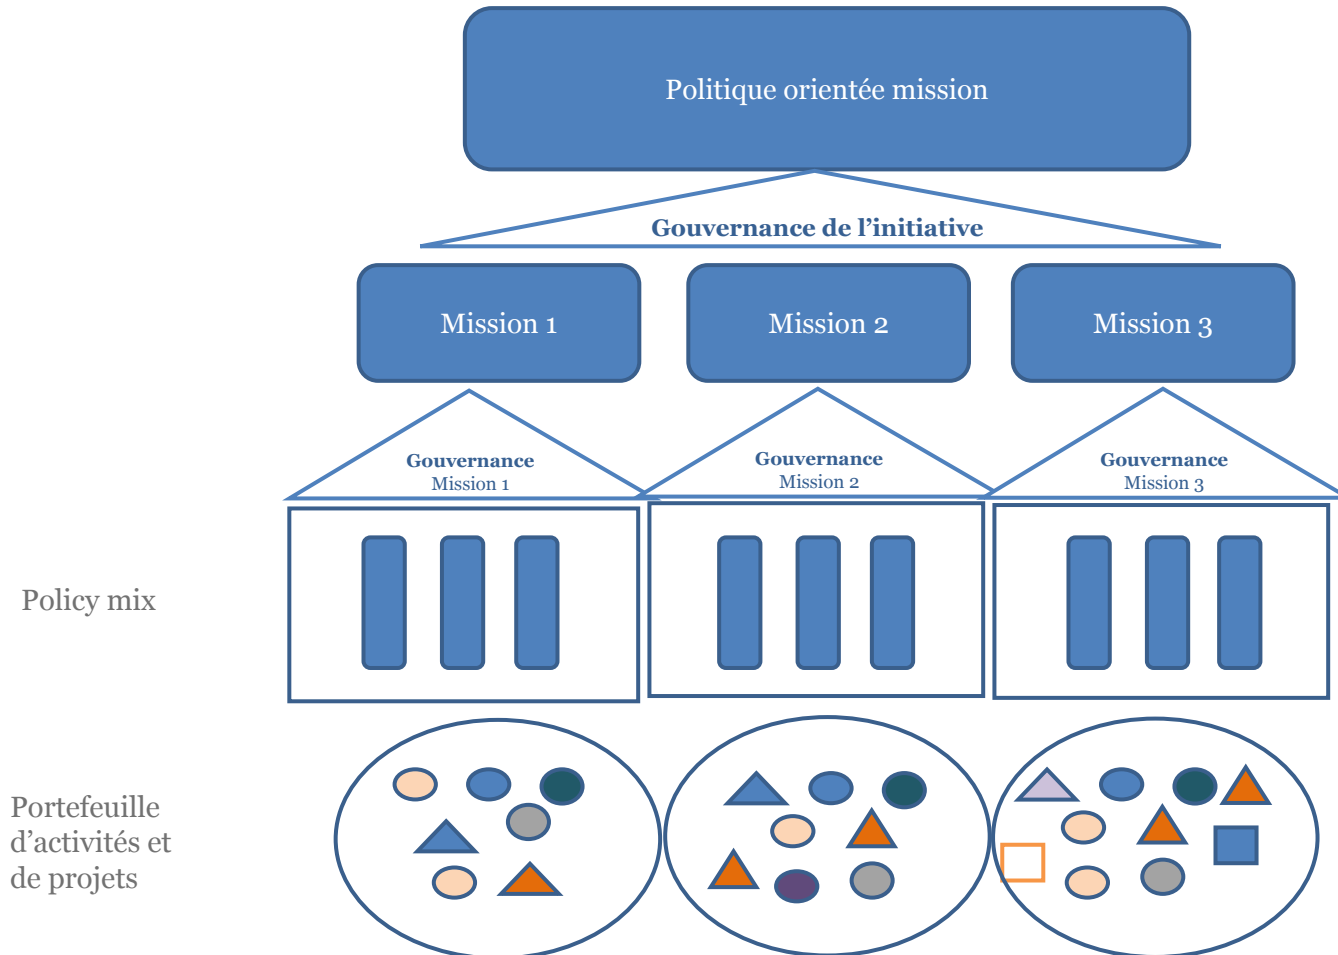 Politique orientée mission
Gouvernance de l’initiative
Mission 1
Mission 2
Mission 3
Gouvernance
Mission 1
Gouvernance
Mission 2
Gouvernance
Mission 3
Policy mix
Portefeuille
d’activités et
de projets